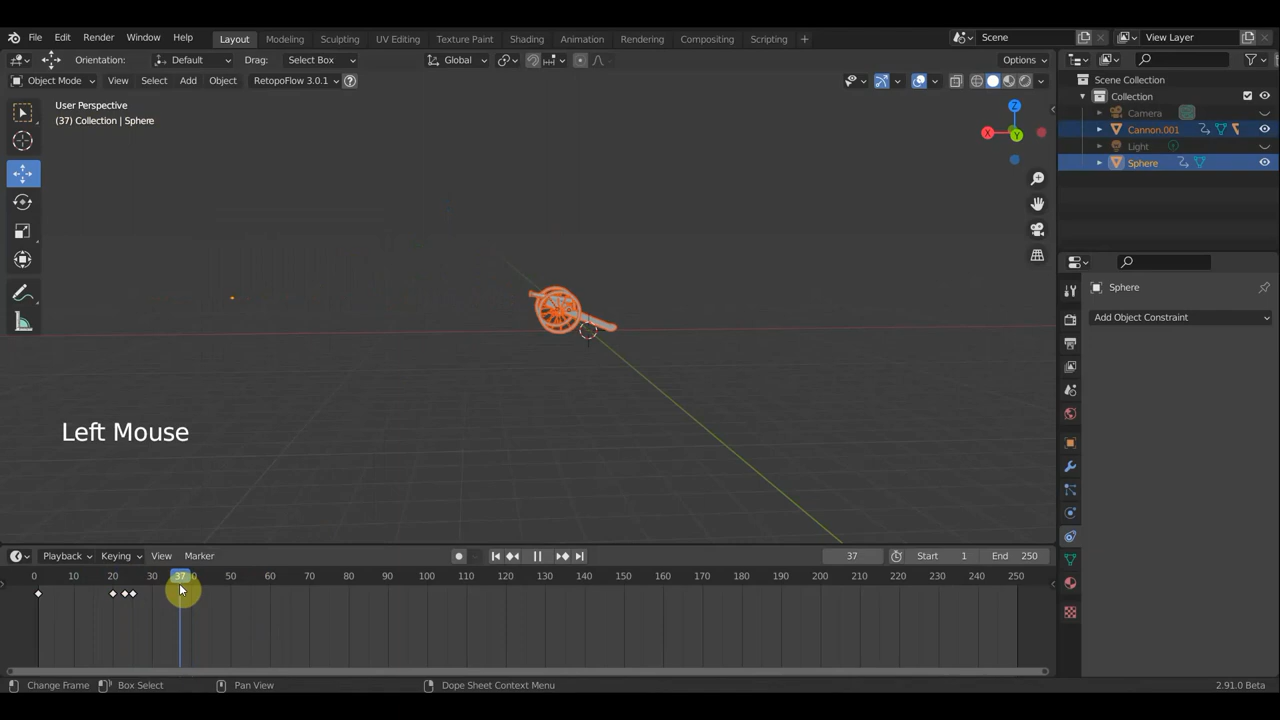 File Edit Render Window Help Layout Modeling Sculpting UV Editing Texture Paint Shading Animation Rendering Compositing Scripting + Scene View Layer
Orientation: Default Drag: Select Box Global Options
Object Mode View Select Add Object RetopoFlow 3.0.1 ?
User Perspective
(37) Collection | Sphere
Z
X
Y
Scene Collection
Collection
Camera
Cannon.001
Light
Sphere
Sphere
Add Object Constraint
Left Mouse
Playback Keying View Marker 37 Start 1 End 250
0 10 20 30 37 50 60 70 80 90 100 110 120 130 140 150 160 170 180 190 200 210 220 230 240 250
Change Frame Box Select Pan View Dope Sheet Context Menu 2.91.0 Beta